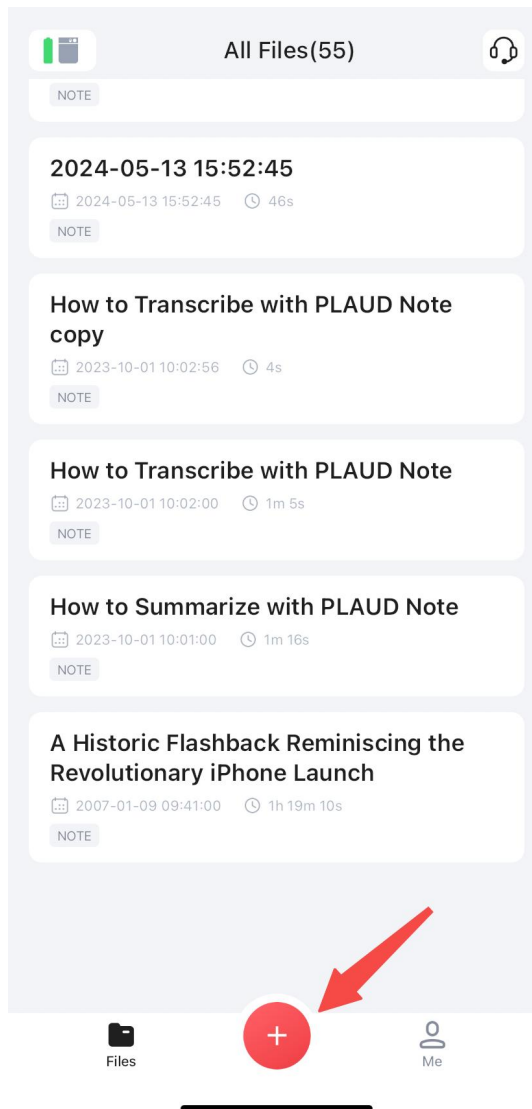 All Files(55)
NOTE
2024-05-13 15:52:45
2024-05-13 15:52:45 46s
NOTE
How to Transcribe with PLAUD Note
copy
2023-10-01 10:02:56 4s
NOTE
How to Transcribe with PLAUD Note
2023-10-01 10:02:00 1m 5s
NOTE
How to Summarize with PLAUD Note
2023-10-01 10:01:00 1m 16s
NOTE
A Historic Flashback Reminiscing the
Revolutionary iPhone Launch
2007-01-09 09:41:00 1h 19m 10s
NOTE
Files
Me